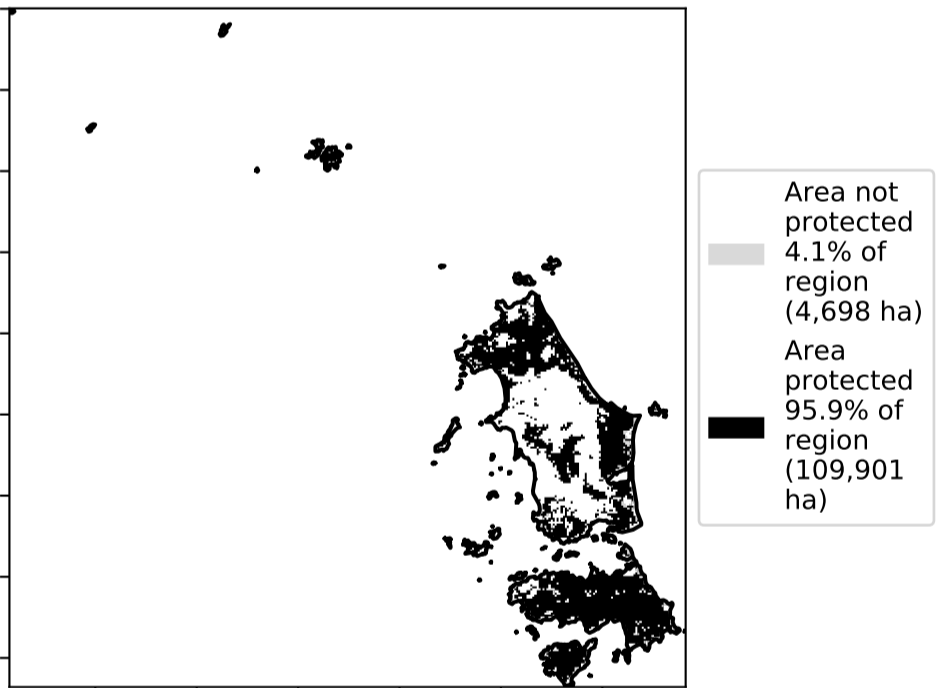 Area not
protected
4.1% of
region
(4,698 ha)
Area
protected
95.9% of
region
(109,901
ha)